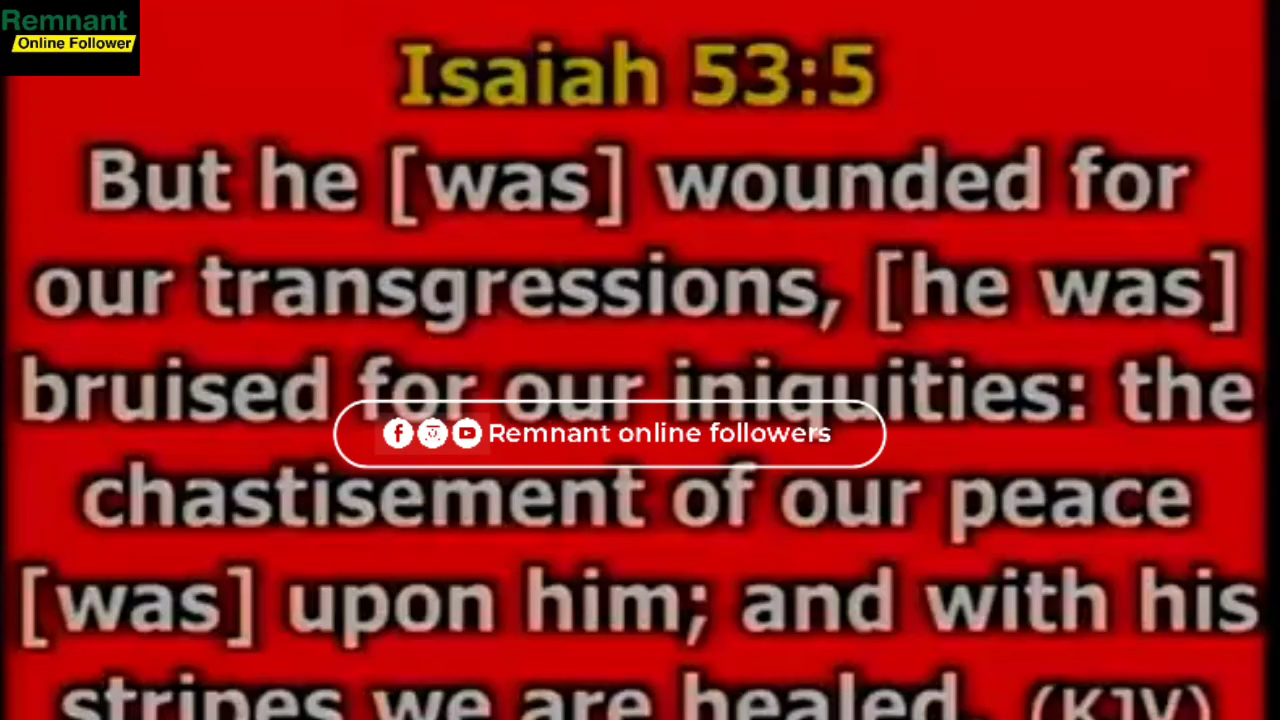 Remnant
Online Follower
Isaiah 53:5
But he [was] wounded for
our transgressions, [he was]
bruised for our iniquities: the
Remnant online followers
chastisement of our peace
[was] upon him; and with his
stripes we are healed. (KJV)